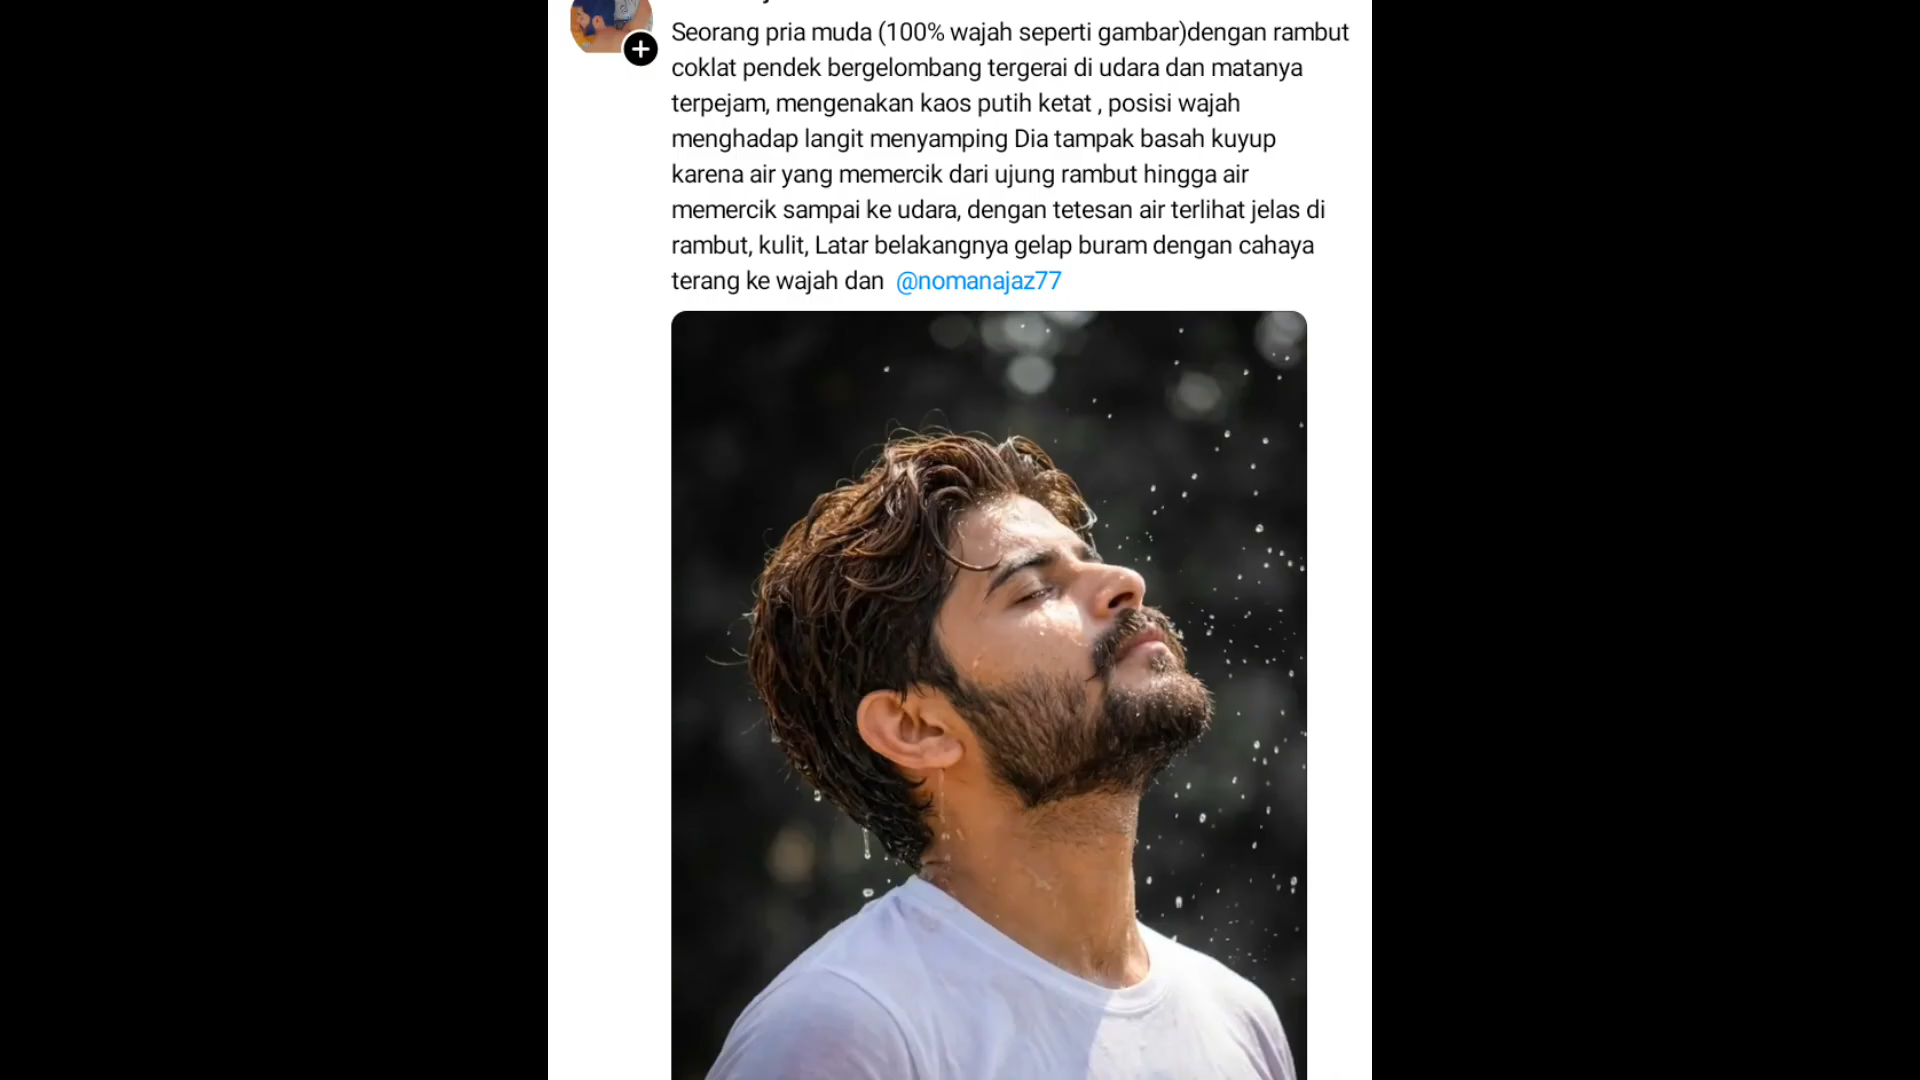 Seorang pria muda (100% wajah seperti gambar)dengan rambut
coklat pendek bergelombang tergerai di udara dan matanya
terpejam, mengenakan kaos putih ketat , posisi wajah
menghadap langit menyamping Dia tampak basah kuyup
karena air yang memercik dari ujung rambut hingga air
memercik sampai ke udara, dengan tetesan air terlihat jelas di
rambut, kulit, Latar belakangnya gelap buram dengan cahaya
terang ke wajah dan @nomanajaz77